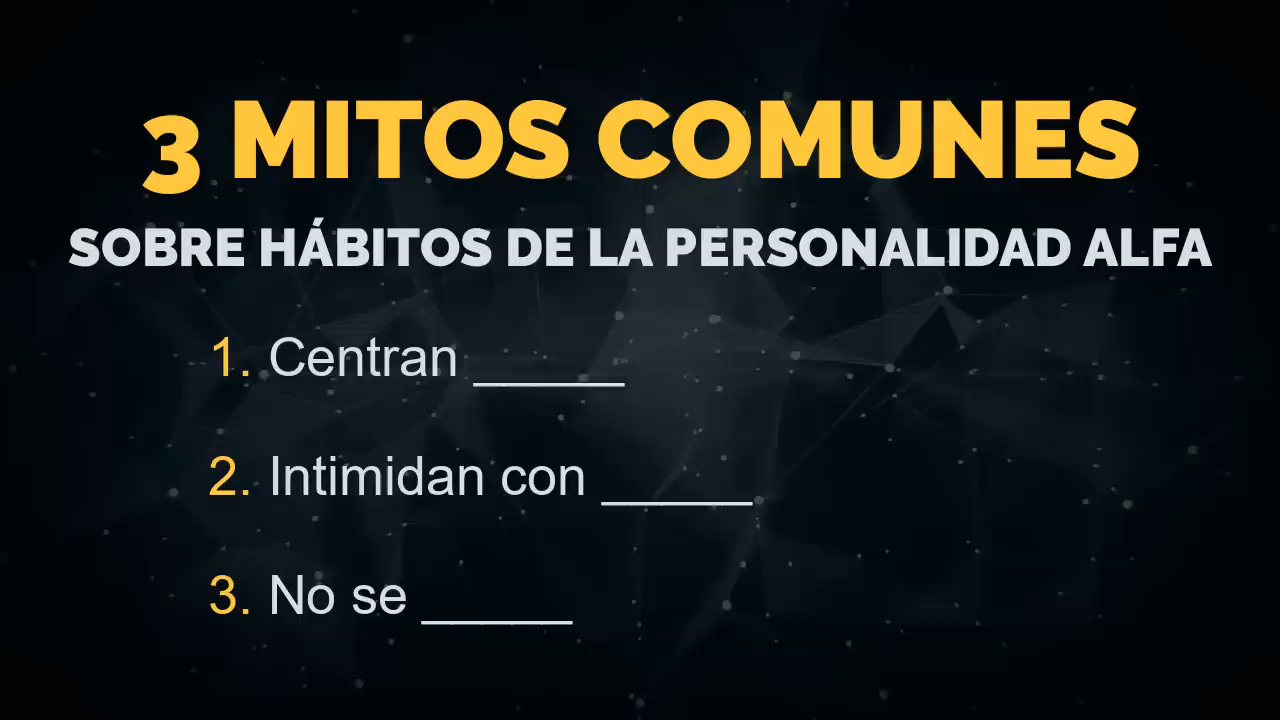 3 MITOS COMUNES
SOBRE HÁBITOS DE LA PERSONALIDAD ALFA
1. Centran _____
2. Intimidan con _____
3. No se _____